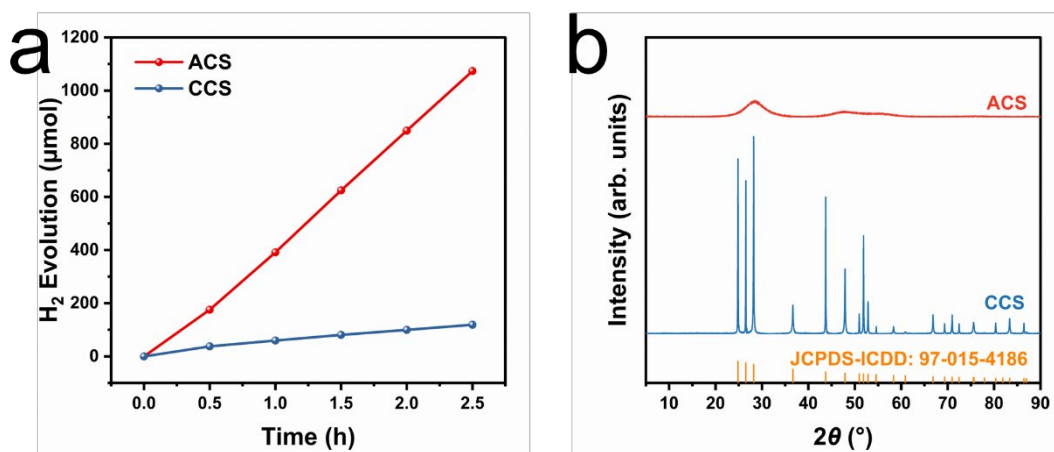 a
1200
1000
800
600
400
200
0
H₂ Evolution (μmol)
ACS
CCS
0.0 0.5 1.0 1.5 2.0 2.5
Time (h)
b
Intensity (arb. units)
ACS
CCS
JCPDS-ICDD: 97-015-4186
10 20 30 40 50 60 70 80 90
2θ (°)